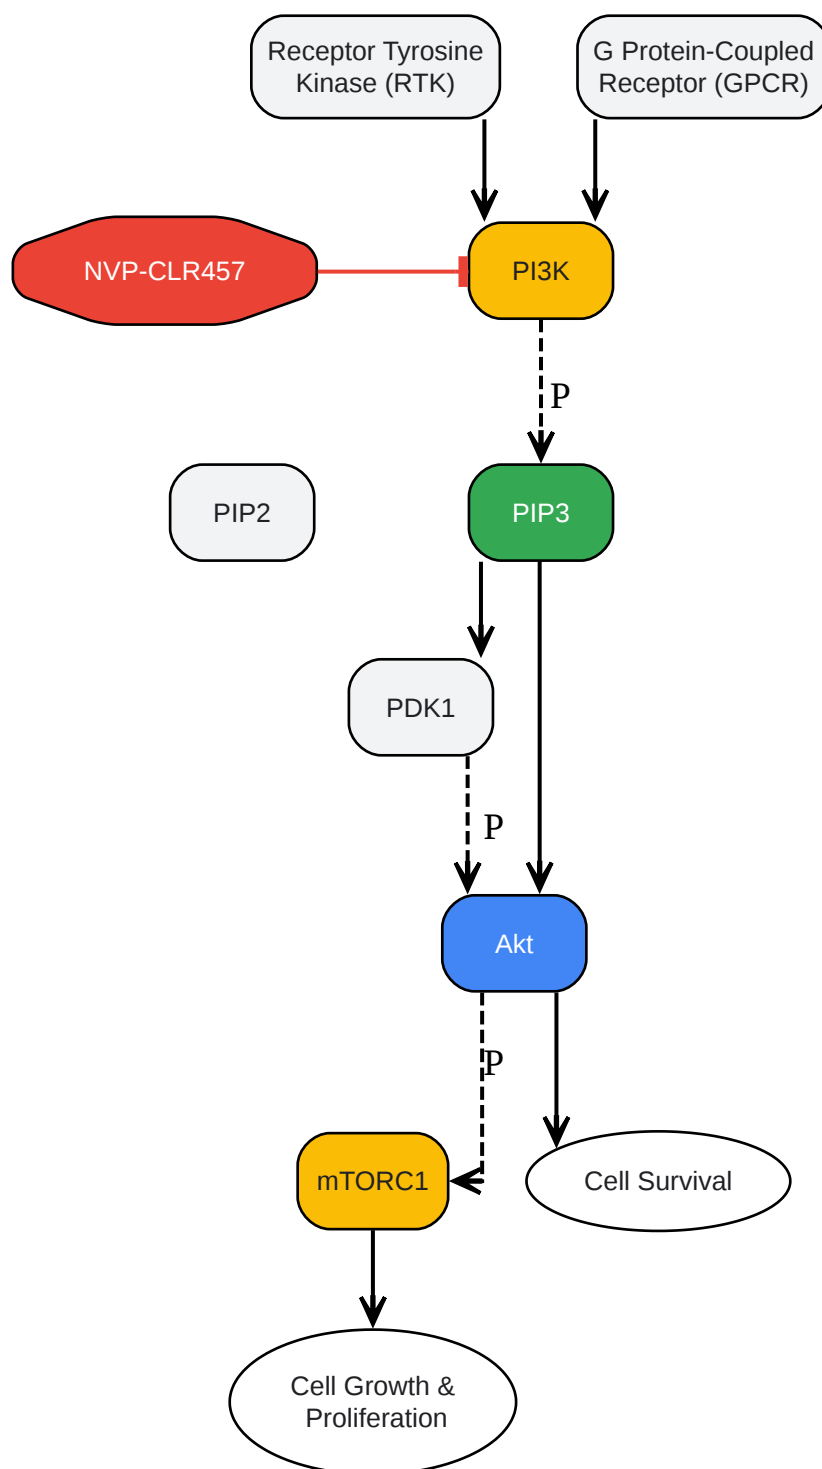 Receptor Tyrosine
Kinase (RTK)
G Protein-Coupled
Receptor (GPCR)
NVP-CLR457
PI3K
P
PIP2
PIP3
PDK1
P
Akt
P
mTORC1
Cell Survival
Cell Growth &
Proliferation